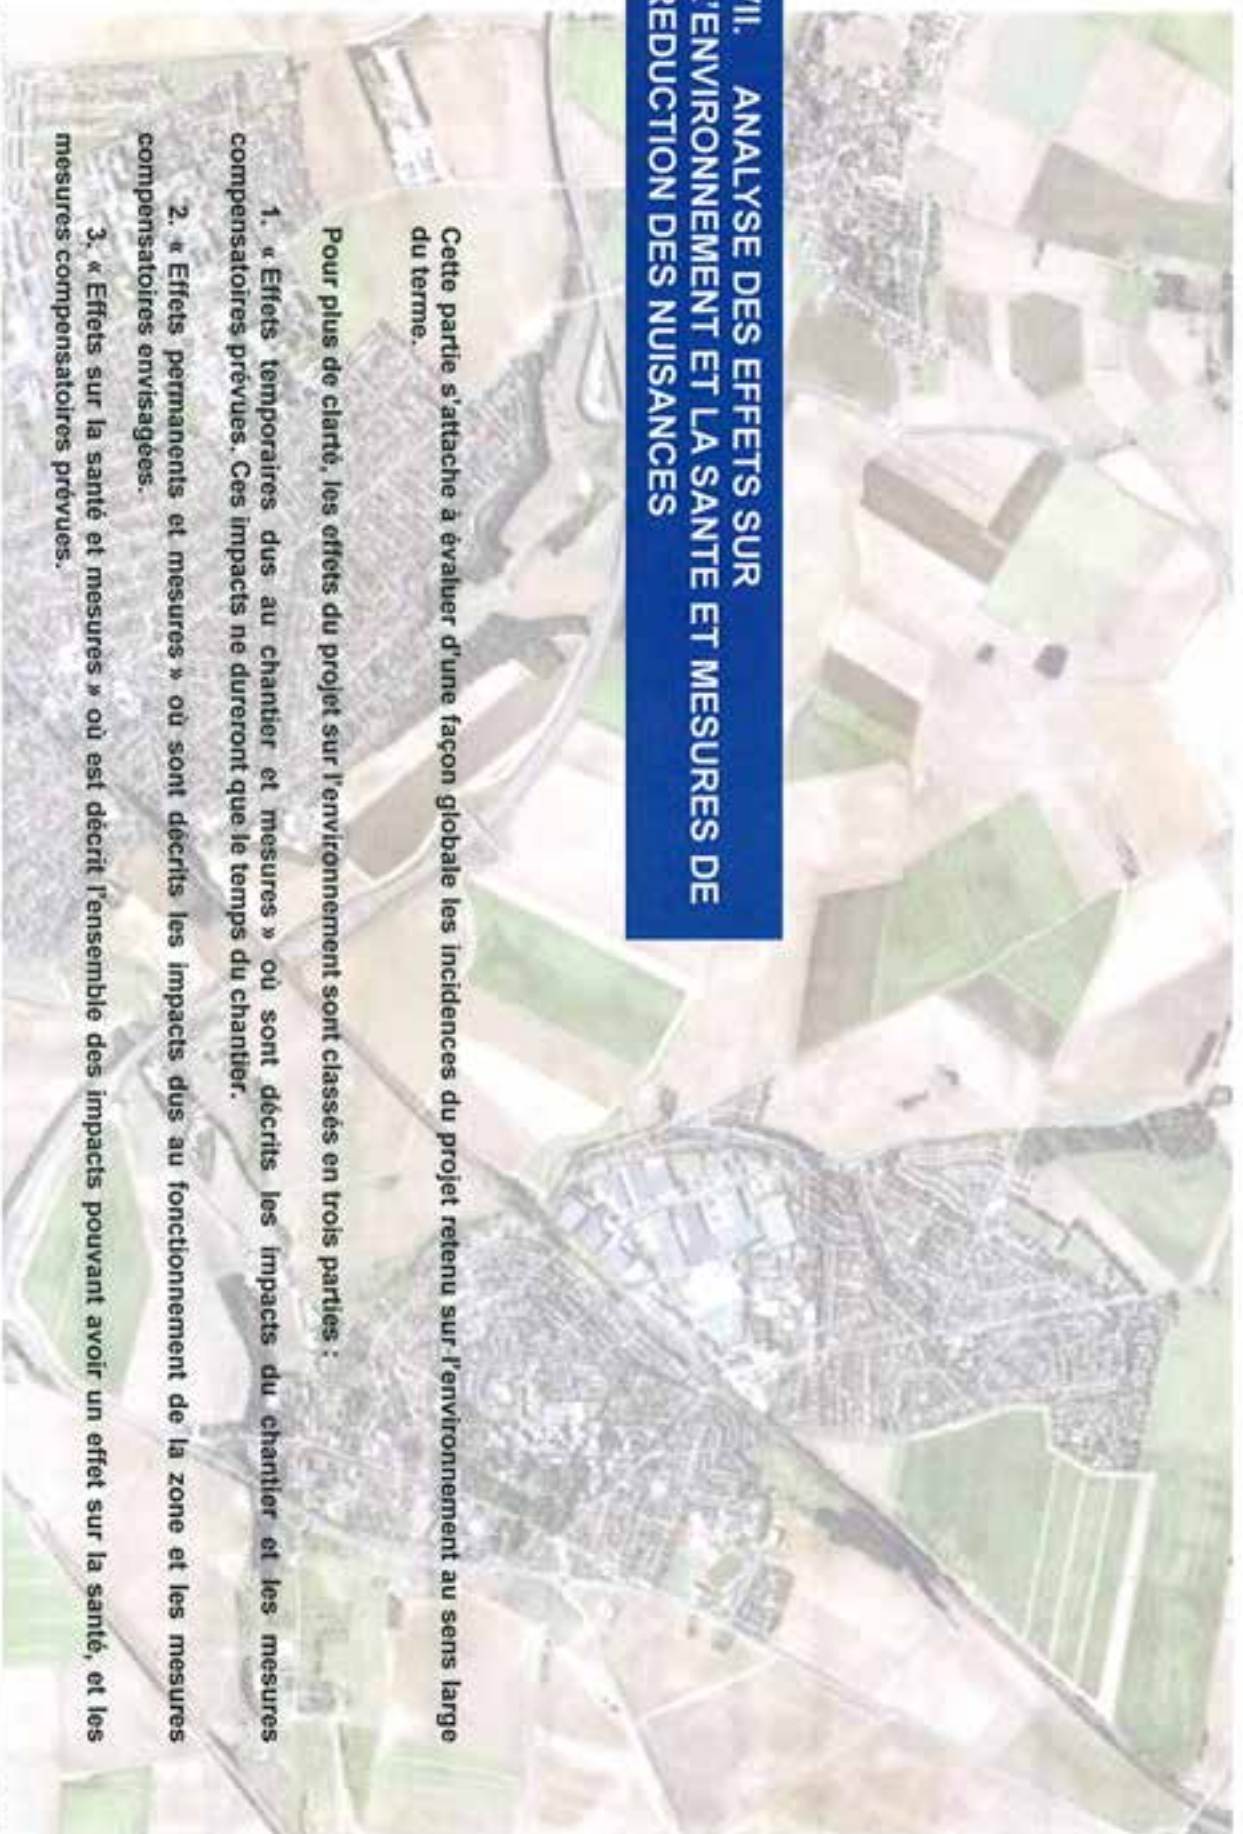 VII. ANALYSE DES EFFETS SUR
L'ENVIRONNEMENT ET LA SANTE ET MESURES DE
REDUCTION DES NUISANCES
Cette partie s'attache à évaluer d'une façon globale les incidences du projet retenu sur l'environnement au sens large
du terme.
Pour plus de clarté, les effets du projet sur l'environnement sont classés en trois parties :
1. « Effets temporaires dus au chantier et mesures » où sont décrits les impacts du chantier et les mesures
compensatoires prévues. Ces impacts ne dureront que le temps du chantier.
2. « Effets permanents et mesures » où sont décrits les impacts dus au fonctionnement de la zone et les mesures
compensatoires envisagées.
3. « Effets sur la santé et mesures » où est décrit l'ensemble des impacts pouvant avoir un effet sur la santé, et les
mesures compensatoires prévues.